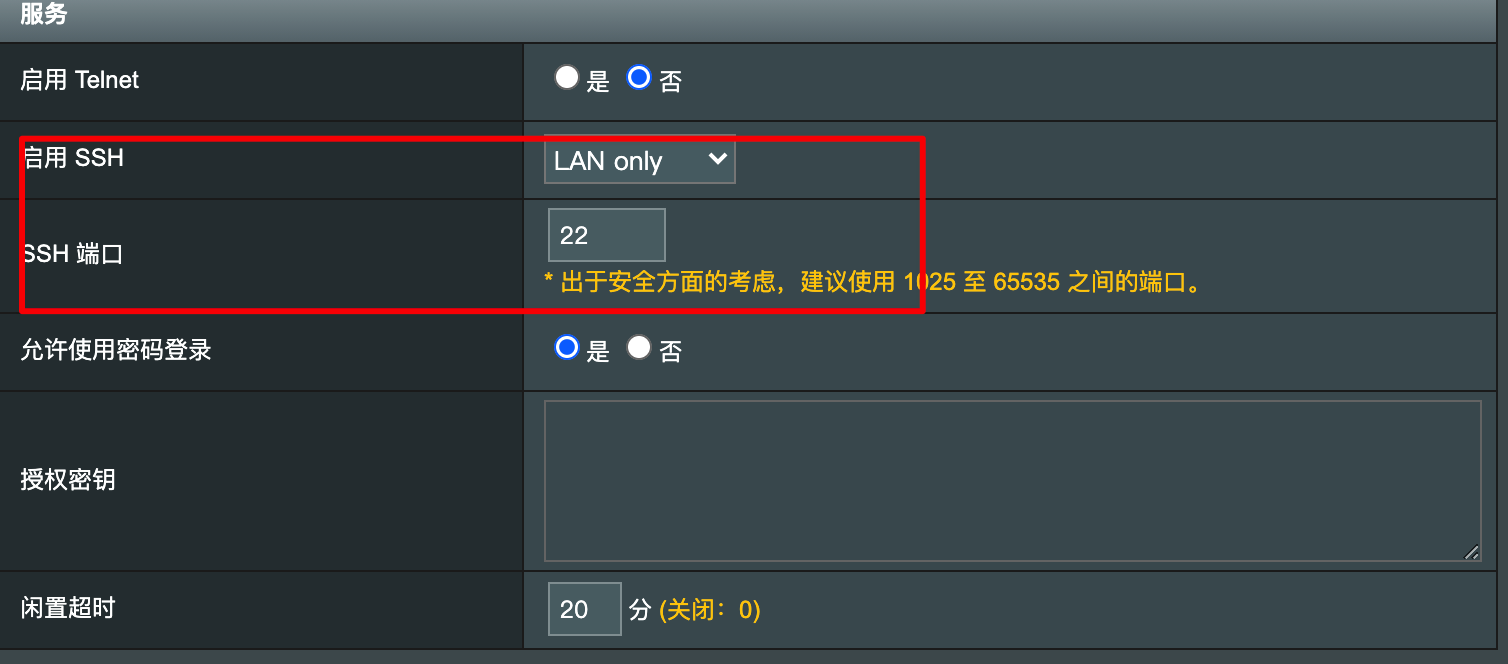 服务
启用 Telnet
是 否
启用 SSH
LAN only
SSH 端口
22
* 出于安全方面的考虑，建议使用 1025 至 65535 之间的端口。
允许使用密码登录
是 否
授权密钥
闲置超时
20 分 (关闭：0)